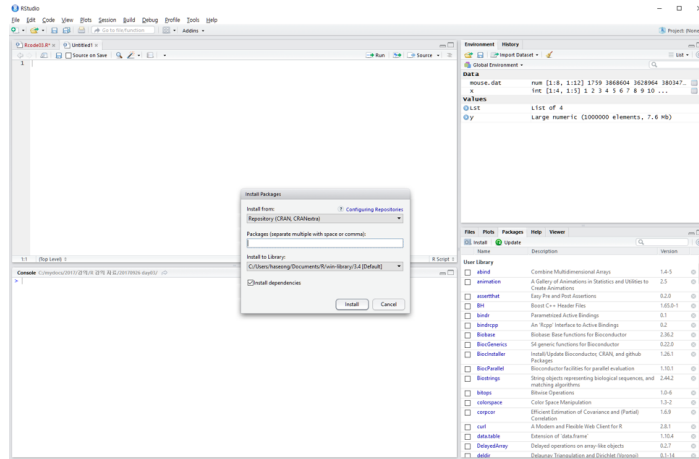 RStudio
File Edit Code View Plots Session Build Debug Profile Tools Help
Go to file/function Addins Project: (None
Rcode03.R* Untitled1
Source on Save Run Source
1
1:1 (Top Level) R Script
Console
>
Install Packages
Install from: ? Configuring Repositories
Repository (CRAN, CRANextra)
Packages (separate multiple with space or comma):
Install to Library:
C:/Users/haseong/Documents/R/win-library/3.4 [Default]
Install dependencies
Install Cancel
Environment History
Import Dataset List
Global Environment
Data
mouse.dat num [1:8, 1:12] 1759 3868604 3628964 380347…
x int [1:4, 1:5] 1 2 3 4 5 6 7 8 9 10 ...
Values
Lst List of 4
y Large numeric (1000000 elements, 7.6 Mb)
Files Plots Packages Help Viewer
Install Update
Name Description Version
User Library
abind Combine Multidimensional Arrays 1.4-5
animation A Gallery of Animations in Statistics and Utilities to Create Animations 2.5
assertthat Easy Pre and Post Assertions 0.2.0
BH Boost C++ Header Files 1.65.0-1
bindr Parametrized Active Bindings 0.1
bindrcpp An 'Rcpp' Interface to Active Bindings 0.2
Biobase Biobase: Base functions for Bioconductor 2.36.2
BiocGenerics S4 generic functions for Bioconductor 0.22.0
BiocInstaller Install/Update Bioconductor, CRAN, and github Packages 1.26.1
BiocParallel Bioconductor facilities for parallel evaluation 1.10.1
Biostrings String objects representing biological sequences, and matching algorithms 2.44.2
bitops Bitwise Operations 1.0-6
colorspace Color Space Manipulation 1.3-2
corpcor Efficient Estimation of Covariance and (Partial) Correlation 1.6.9
curl A Modern and Flexible Web Client for R 2.8.1
data.table Extension of 'data.frame' 1.10.4
DelayedArray Delayed operations on array-like objects 0.2.7
deldir Delaunay Triangulation and Dirichlet (Voronoi) 0.1-14